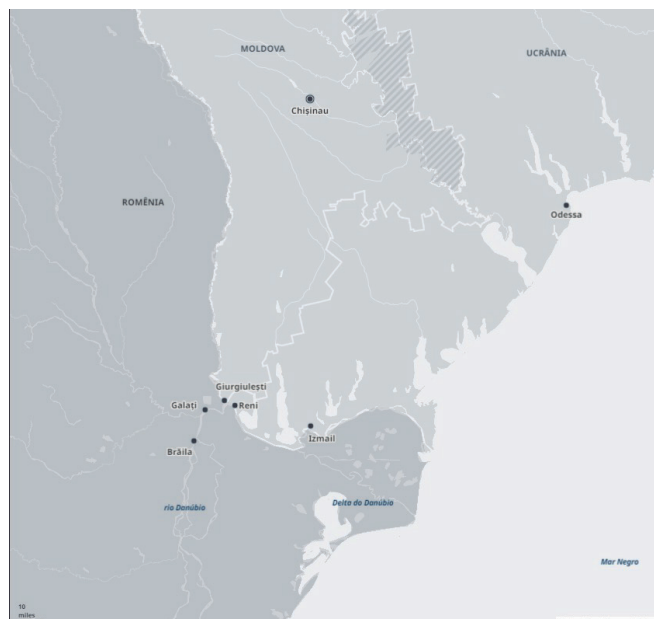 MOLDOVA
UCRÂNIA
Chișinau
ROMÊNIA
Odessa
Giurgiulești
Galați
Reni
Izmail
Brăila
rio Danúbio
Delta do Danúbio
Mar Negro
10
miles